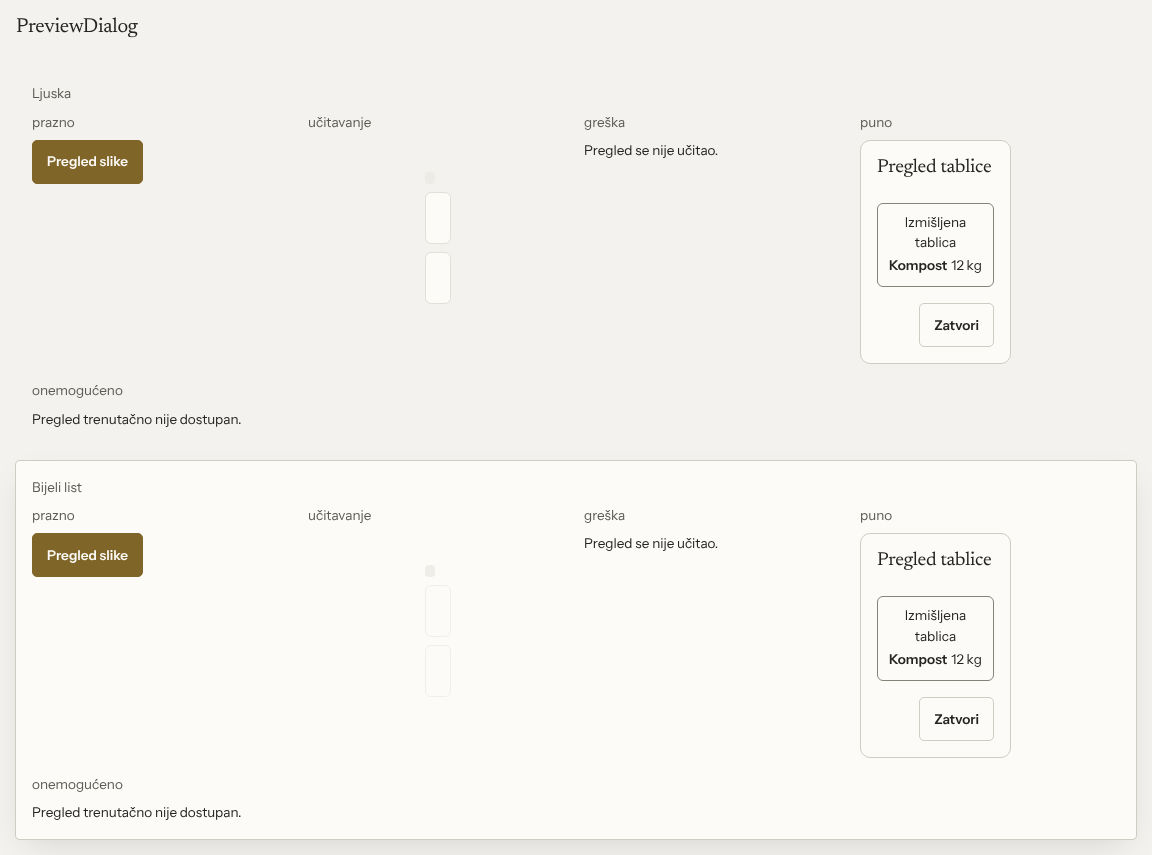 PreviewDialog
Ljuska
prazno
učitavanje
greška
puno
Pregled slike
Pregled se nije učitao.
Pregled tablice
Izmišljena
tablica
Kompost 12 kg
Zatvori
onemogućeno
Pregled trenutačno nije dostupan.
Bijeli list
prazno
učitavanje
greška
puno
Pregled slike
Pregled se nije učitao.
Pregled tablice
Izmišljena
tablica
Kompost 12 kg
Zatvori
onemogućeno
Pregled trenutačno nije dostupan.